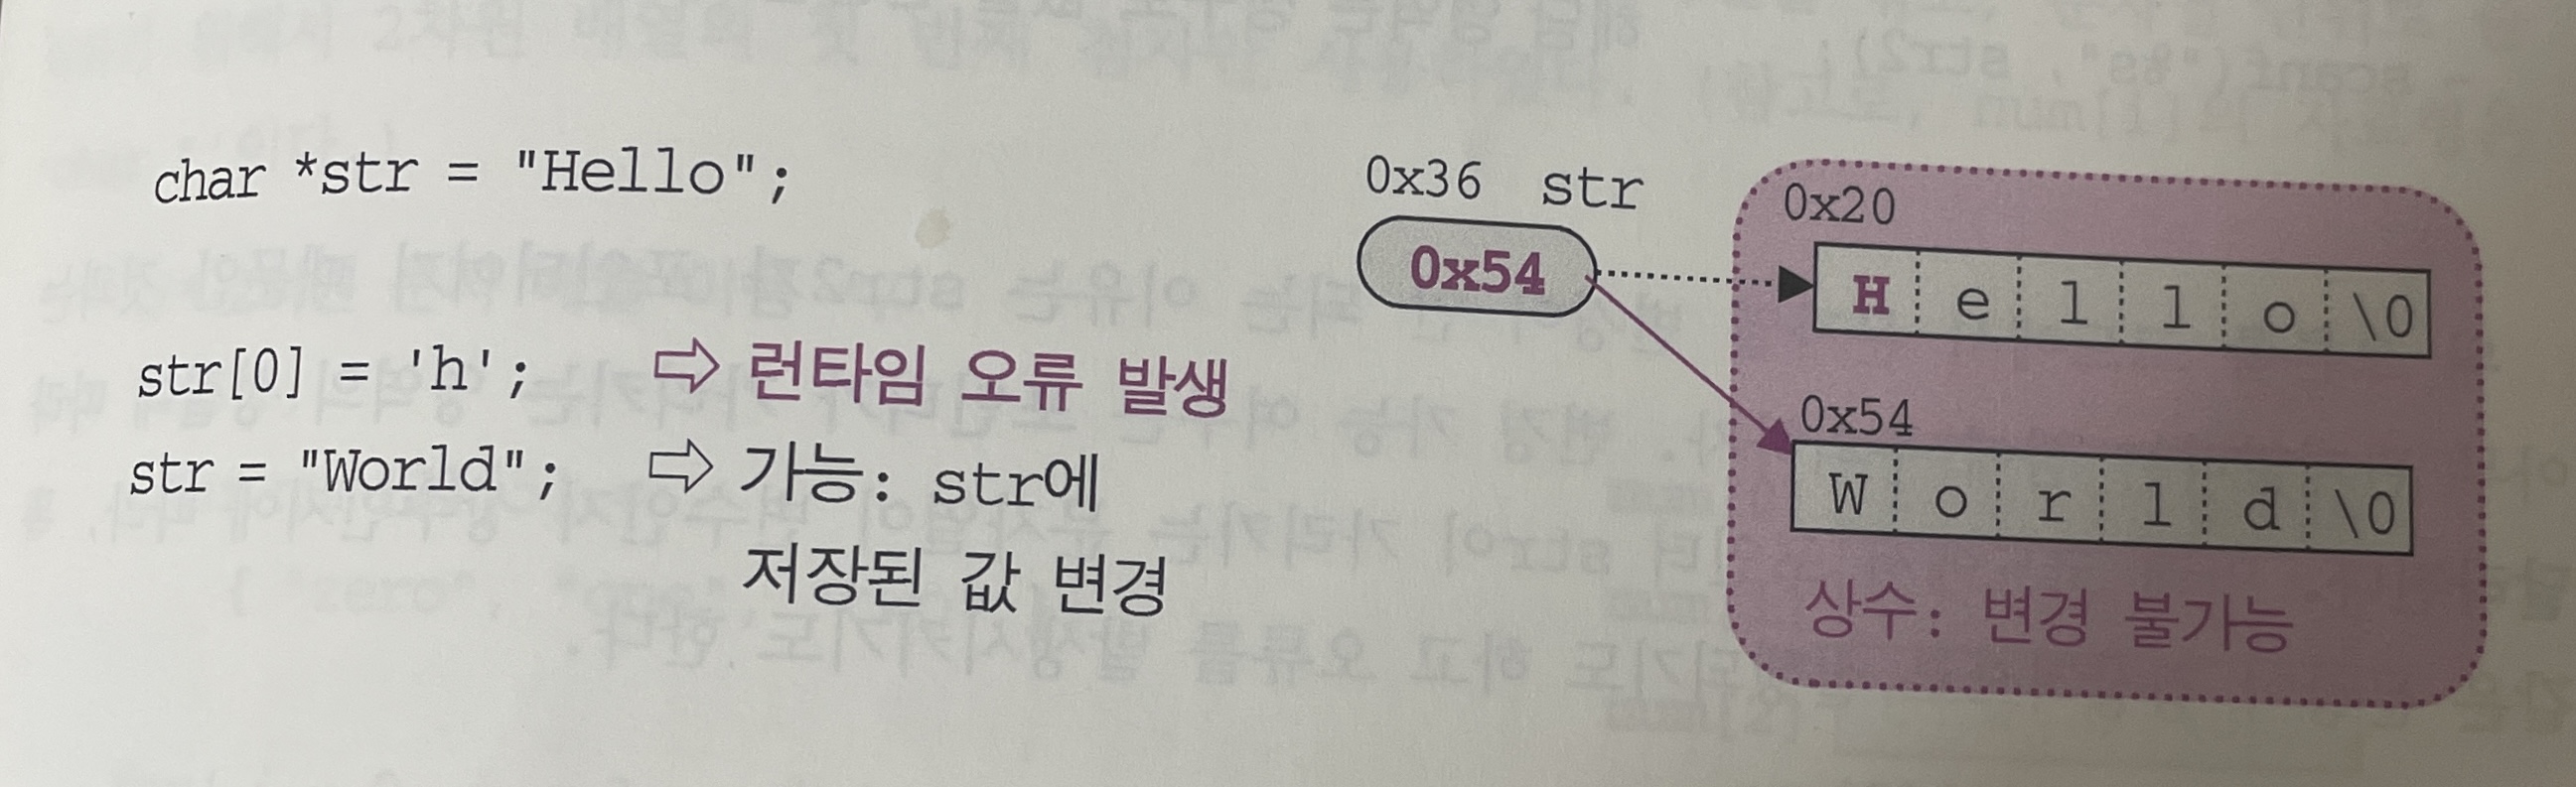 char *str = "Hello";
str[0] = 'h'; ⇨ 런타임 오류 발생
str = "World"; ⇨ 가능: str에
저장된 값 변경
0x36 str
0x54
0x20
H e l l o \0
0x54
W o r l d \0
상수: 변경 불가능